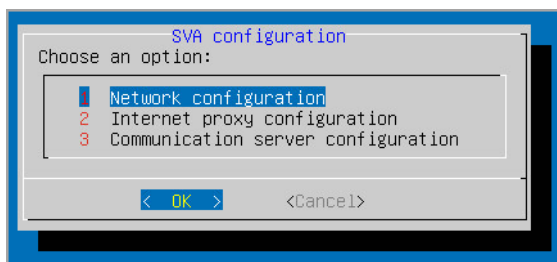 SVA configuration
Choose an option:
1 Network configuration
2 Internet proxy configuration
3 Communication server configuration
< OK > <Cancel>